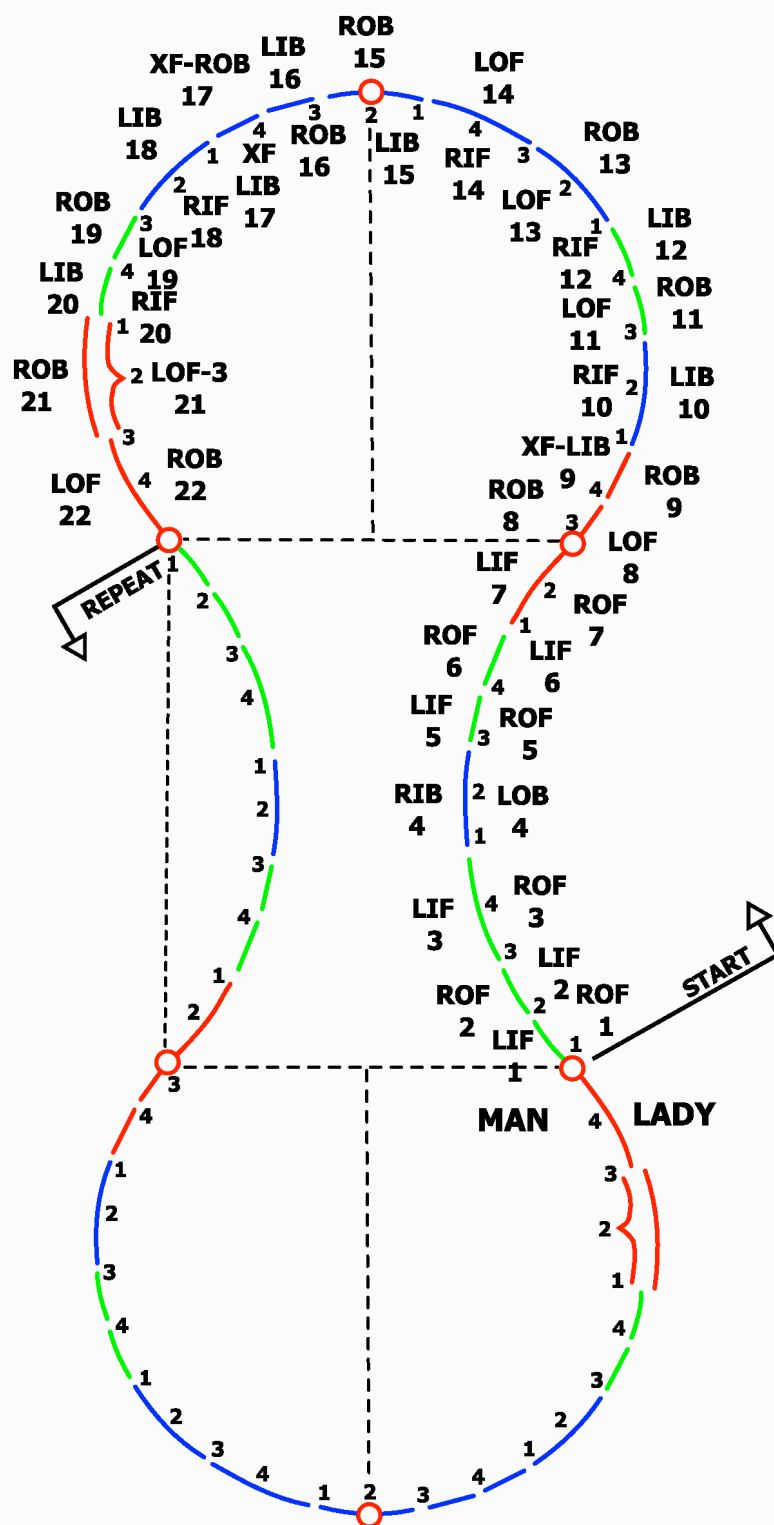 ROB
15
LIB
16
XF-ROB
17
LOF
14
3
2
1
4
LIB
18
4
XF
ROB
16
LIB
15
4
3
ROB
13
1
LIB
17
RIF
14
2
RIF
18
LOF
13
2
ROB
19
3
LOF
19
1
LIB
12
RIF
12
LIB
20
4
4
ROB
11
RIF
20
1
LOF
11
3
ROB
21
2
LOF-3
21
RIF
10
2
LIB
10
3
1
XF-LIB
9
LOF
22
4
ROB
22
ROB
8
4
ROB
9
3
LOF
8
REPEAT
1
LIF
7
2
ROF
7
2
1
ROF
6
LIF
6
3
4
4
LIF
5
3
ROF
5
1
2
RIB
4
2
LOB
4
1
3
4
LIF
3
4
ROF
3
3
LIF
2
1
ROF
2
2
ROF
1
START
2
LIF
1
1
3
MAN
LADY
4
4
1
3
2
2
3
1
4
4
1
3
2
2
3
1
4
4
1
2
3